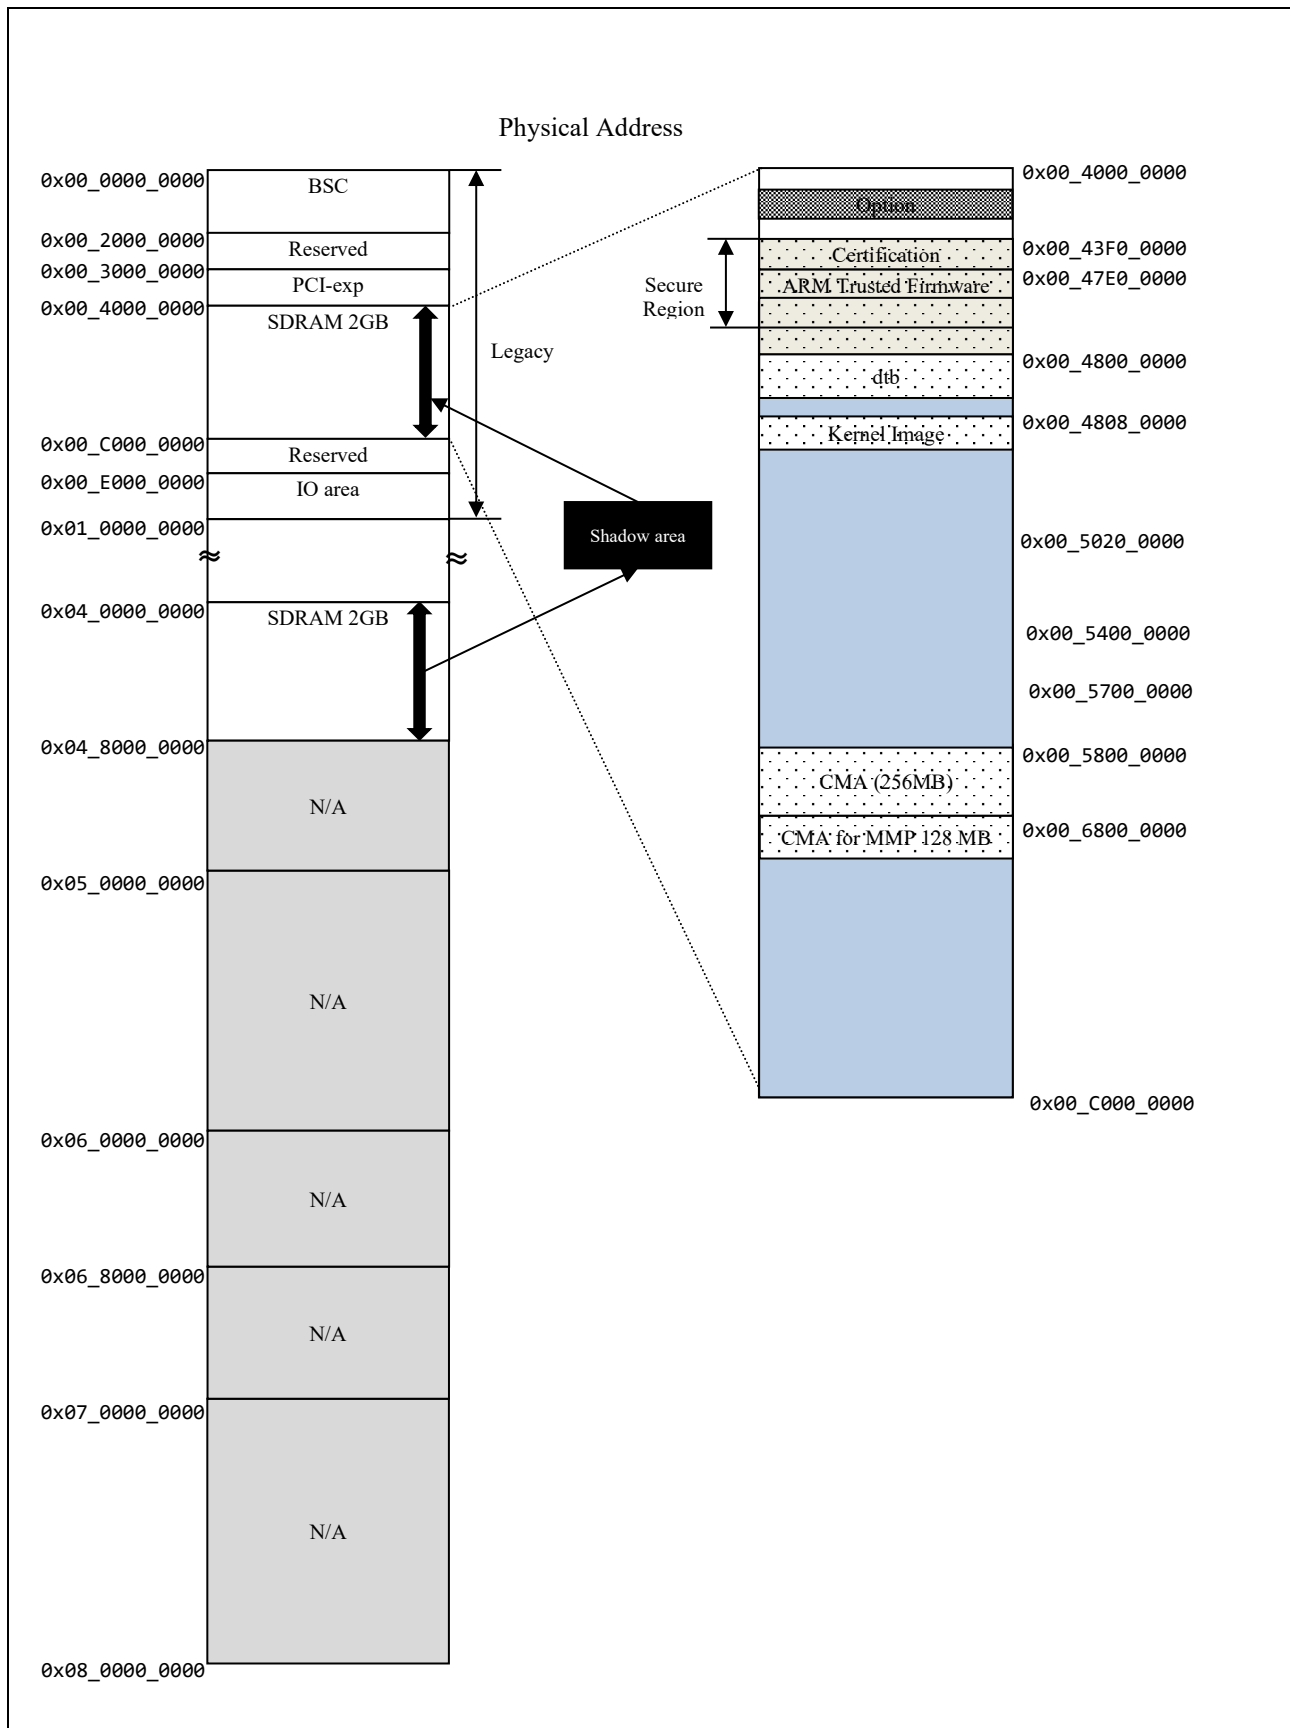 Physical Address
0x00_0000_0000
BSC
0x00_2000_0000
Reserved
0x00_3000_0000
PCI-exp
0x00_4000_0000
SDRAM 2GB
Legacy
0x00_C000_0000
Reserved
0x00_E000_0000
IO area
0x01_0000_0000
≈ ≈
Shadow area
0x04_0000_0000
SDRAM 2GB
0x04_8000_0000
N/A
0x05_0000_0000
N/A
0x06_0000_0000
N/A
0x06_8000_0000
N/A
0x07_0000_0000
N/A
0x08_0000_0000
0x00_4000_0000
Option
0x00_43F0_0000
Certification
0x00_47E0_0000
ARM Trusted Firmware
Secure
Region
0x00_4800_0000
dtb
0x00_4808_0000
Kernel Image
0x00_5020_0000
0x00_5400_0000
0x00_5700_0000
0x00_5800_0000
CMA (256MB)
0x00_6800_0000
CMA for MMP 128 MB
0x00_C000_0000